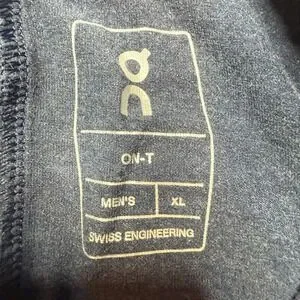 ON-T
MEN'S XL
SWISS ENGINEERING